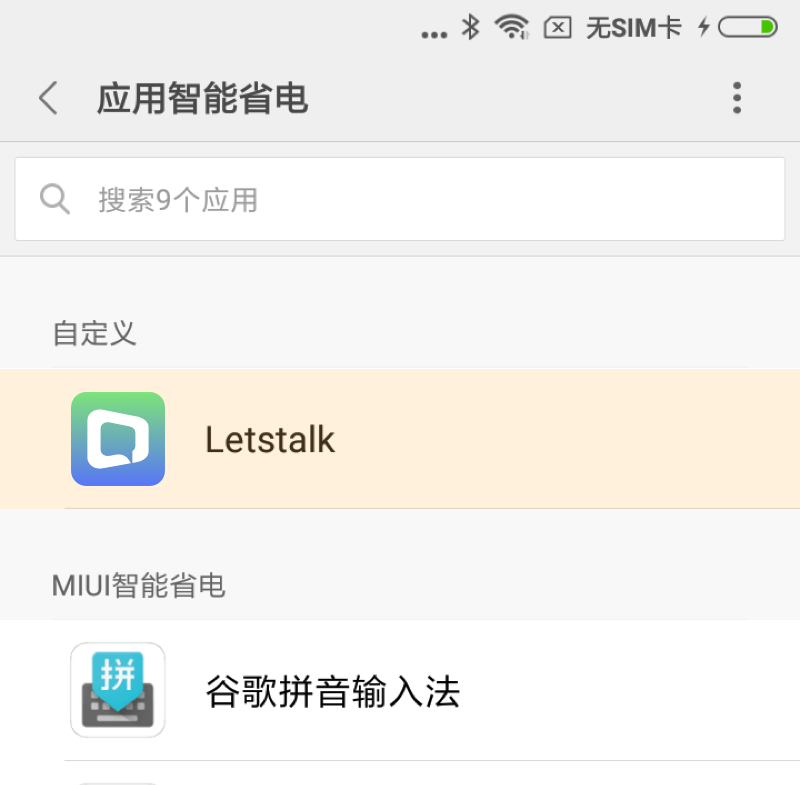 无SIM卡
应用智能省电
搜索9个应用
自定义
Letstalk
MIUI智能省电
拼
谷歌拼音输入法